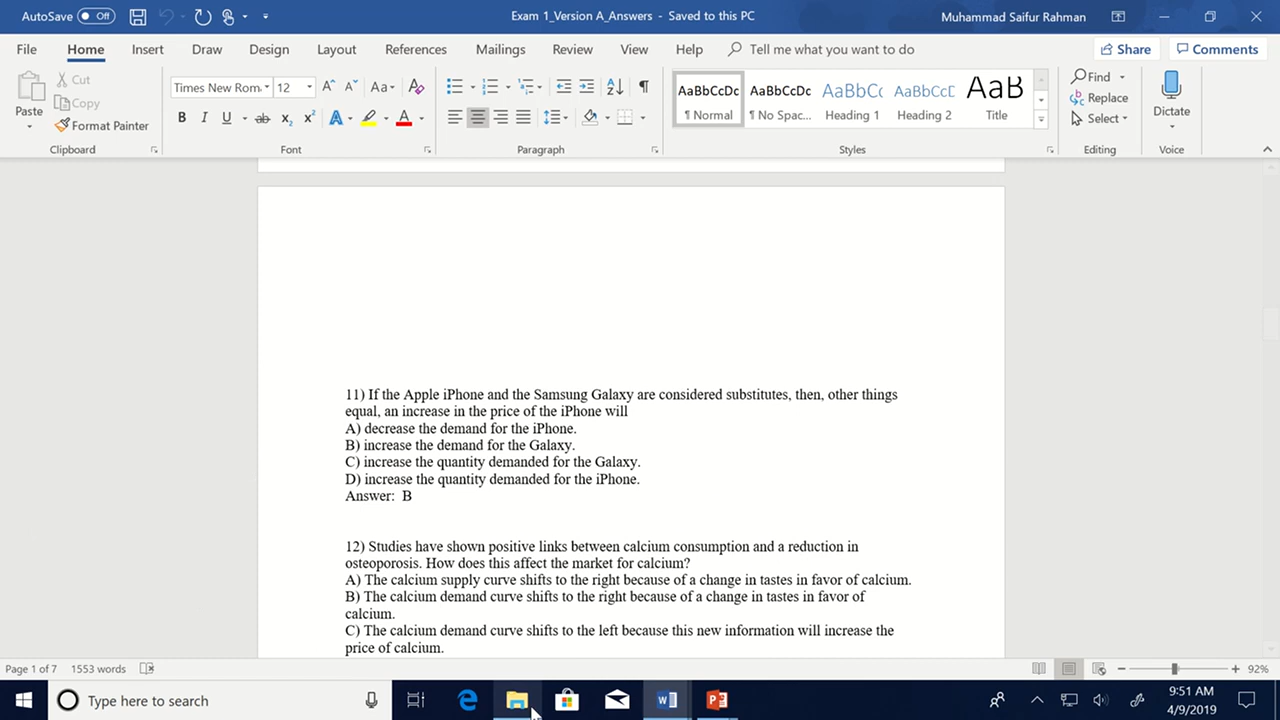 AutoSave Off Exam 1_Version A_Answers - Saved to this PC Muhammad Saifur Rahman
File Home Insert Draw Design Layout References Mailings Review View Help Tell me what you want to do Share Comments
Paste
Cut
Copy
Format Painter
Clipboard
Times New Rom 12 Aa
B I U ab x₂ x² A A
Font
Paragraph
AaBbCcDc AaBbCcDc AaBbCc AaBbCcD AaB
¶ Normal ¶ No Spac... Heading 1 Heading 2 Title
Styles
Find
Replace
Select
Editing
Dictate
Voice
11) If the Apple iPhone and the Samsung Galaxy are considered substitutes, then, other things
equal, an increase in the price of the iPhone will
A) decrease the demand for the iPhone.
B) increase the demand for the Galaxy.
C) increase the quantity demanded for the Galaxy.
D) increase the quantity demanded for the iPhone.
Answer: B
12) Studies have shown positive links between calcium consumption and a reduction in
osteoporosis. How does this affect the market for calcium?
A) The calcium supply curve shifts to the right because of a change in tastes in favor of calcium.
B) The calcium demand curve shifts to the right because of a change in tastes in favor of
calcium.
C) The calcium demand curve shifts to the left because this new information will increase the
price of calcium.
Page 1 of 7 1553 words 92%
Type here to search
9:51 AM
4/9/2019